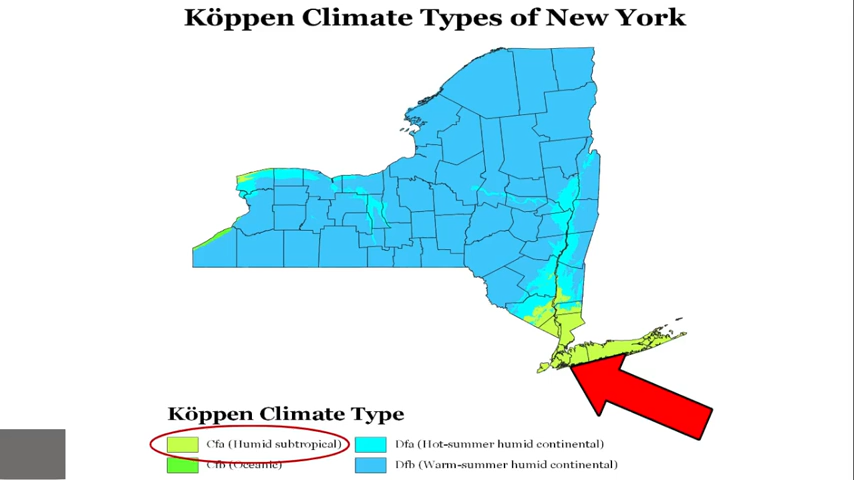 Köppen Climate Types of New York
Köppen Climate Type
Cfa (Humid subtropical)
Dfa (Hot-summer humid continental)
Cfb (Oceanic)
Dfb (Warm-summer humid continental)